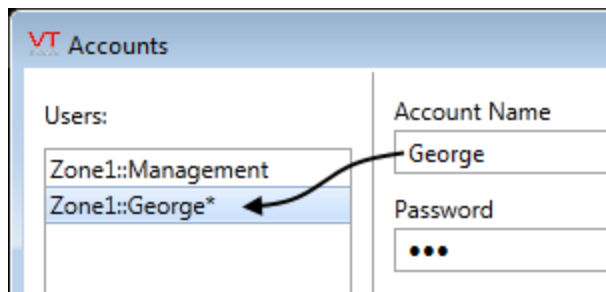 VT Accounts
Users:
Zone1::Management
Zone1::George*
Account Name
George
Password
•••